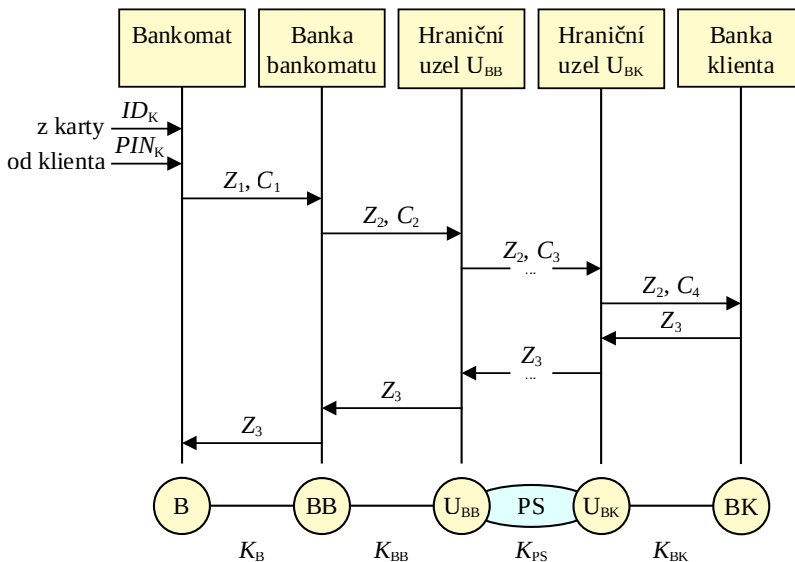 Bankomat
Banka
bankomatu
Hraniční
uzel U_BB
Hraniční
uzel U_BK
Banka
klienta
z karty
ID_K
od klienta
PIN_K
Z_1, C_1
Z_2, C_2
Z_2, C_3
...
Z_2, C_4
Z_3
Z_3
...
Z_3
Z_3
B
BB
U_BB
PS
U_BK
BK
K_B
K_BB
K_PS
K_BK